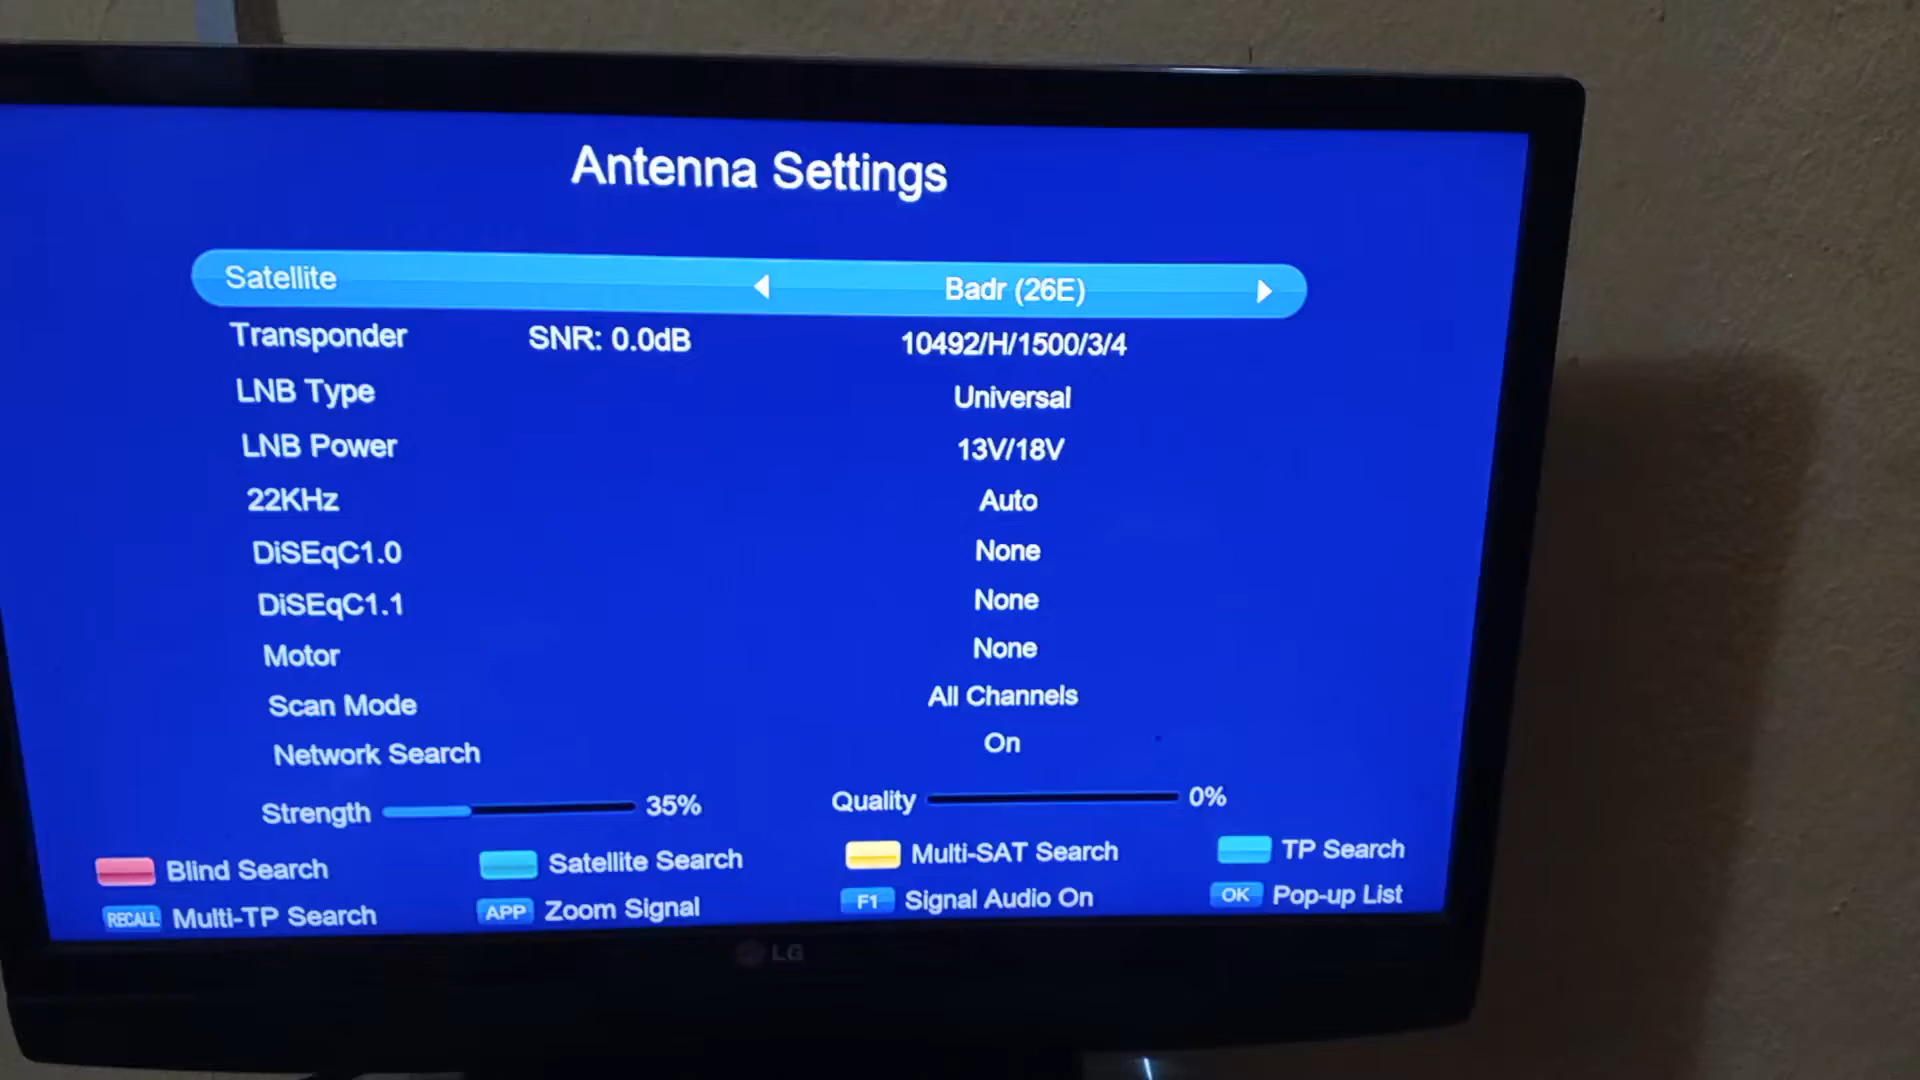 Antenna Settings
Satellite Badr (26E)
Transponder SNR: 0.0dB 10492/H/1500/3/4
LNB Type Universal
LNB Power 13V/18V
22KHz Auto
DiSEqC1.0 None
DiSEqC1.1 None
Motor None
Scan Mode All Channels
Network Search On
Strength 35% Quality 0%
Blind Search Satellite Search Multi-SAT Search TP Search
RECALL Multi-TP Search APP Zoom Signal F1 Signal Audio On OK Pop-up List
LG